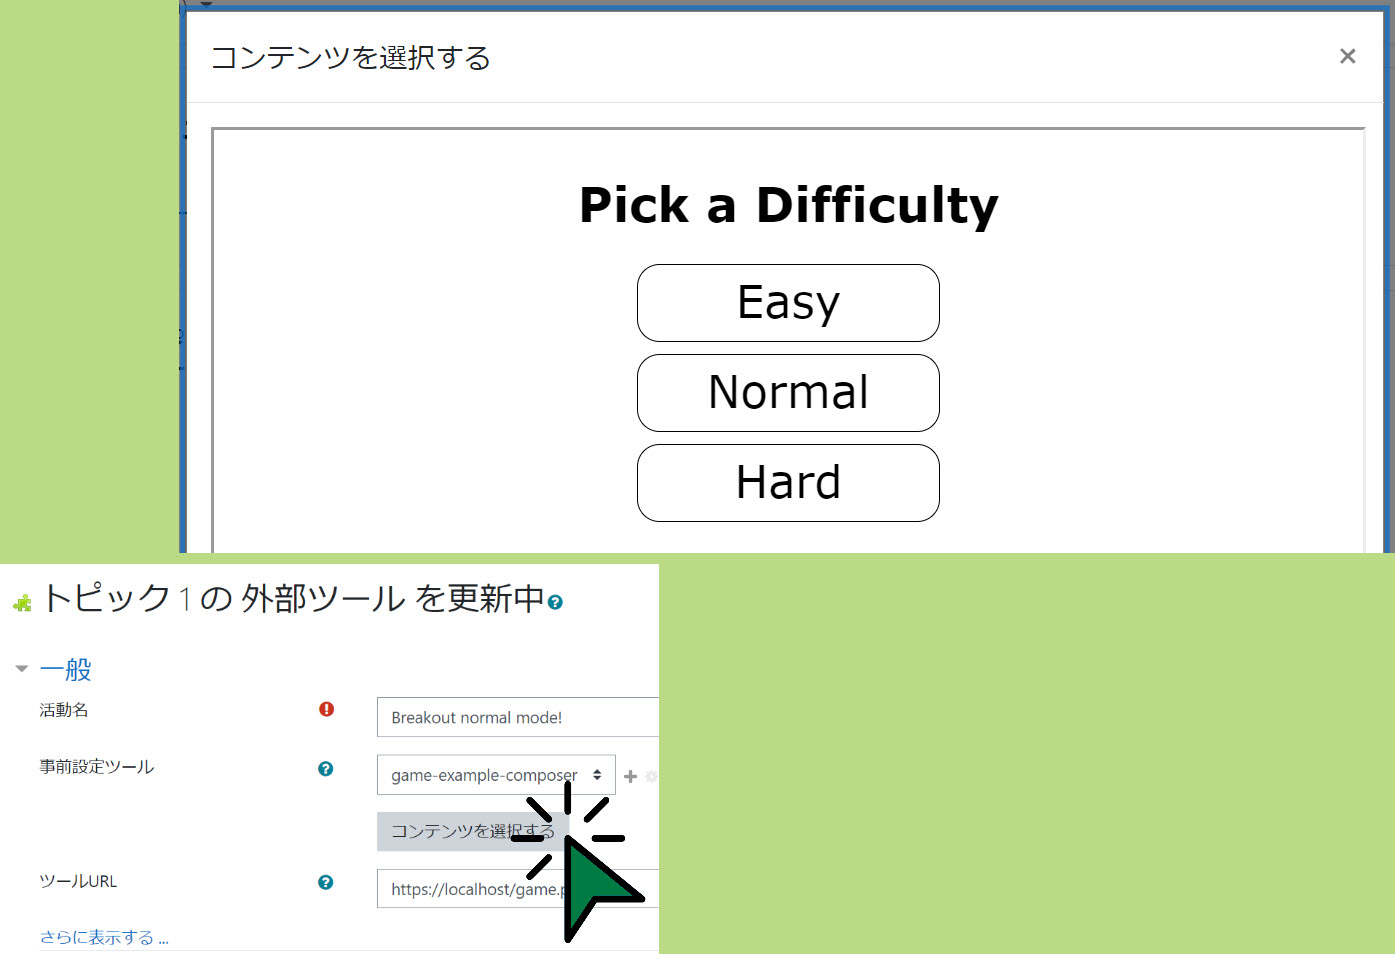 コンテンツを選択する ×
Pick a Difficulty
Easy
Normal
Hard
トピック 1 の 外部ツール を更新中
一般
活動名
Breakout normal mode!
事前設定ツール
game-example-composer
コンテンツを選択する
ツールURL
https://localhost/game.p
さらに表示する ...